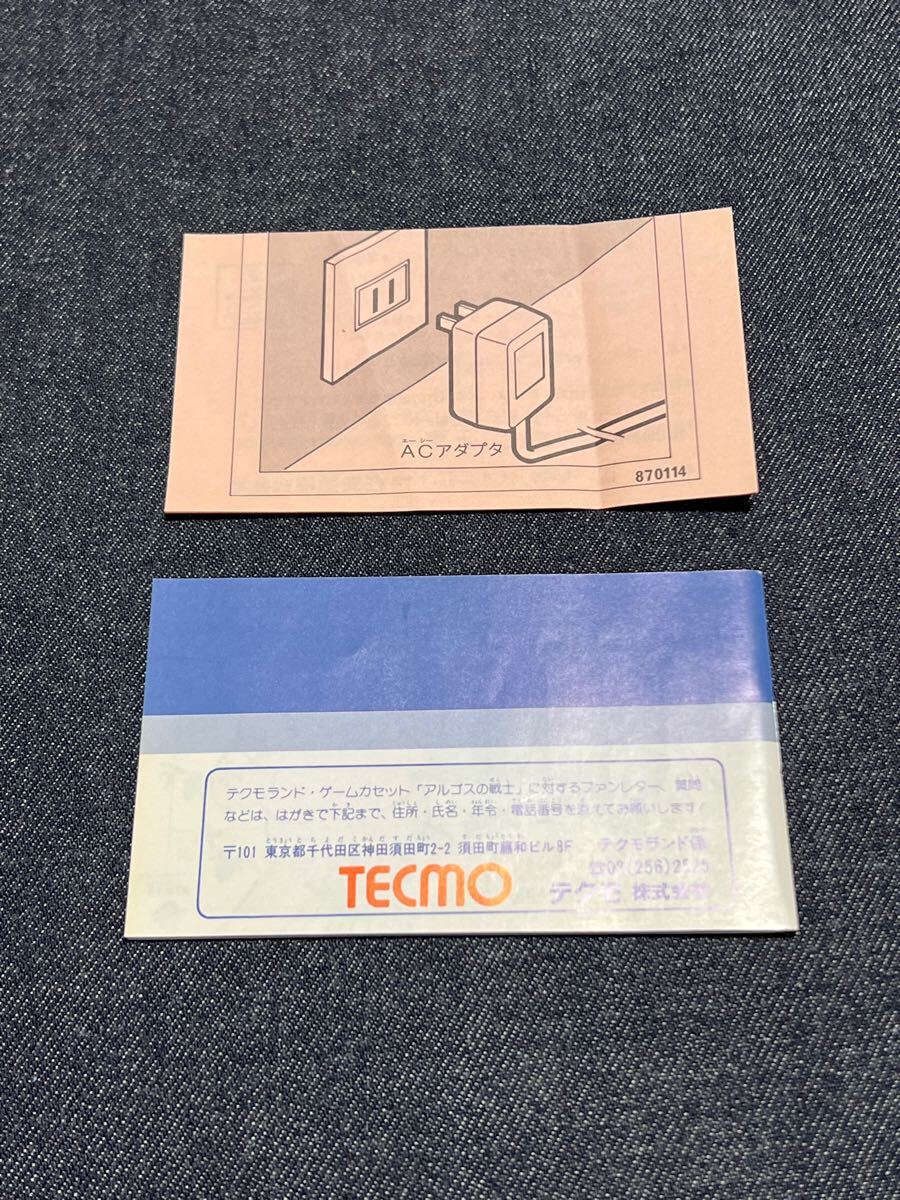 エー シー
ACアダプタ
870114
テクモランド・ゲームカセット「アルゴスの戦士」に対するファンレター、質問
などは、はがきで下記まで、住所・氏名・年令・電話番号を添えてお願いします!
〒101 東京都千代田区神田須田町2-2 須田町藤和ビル8F テクモランド係
☎03(256)2525
TECMO テクモ 株式会社